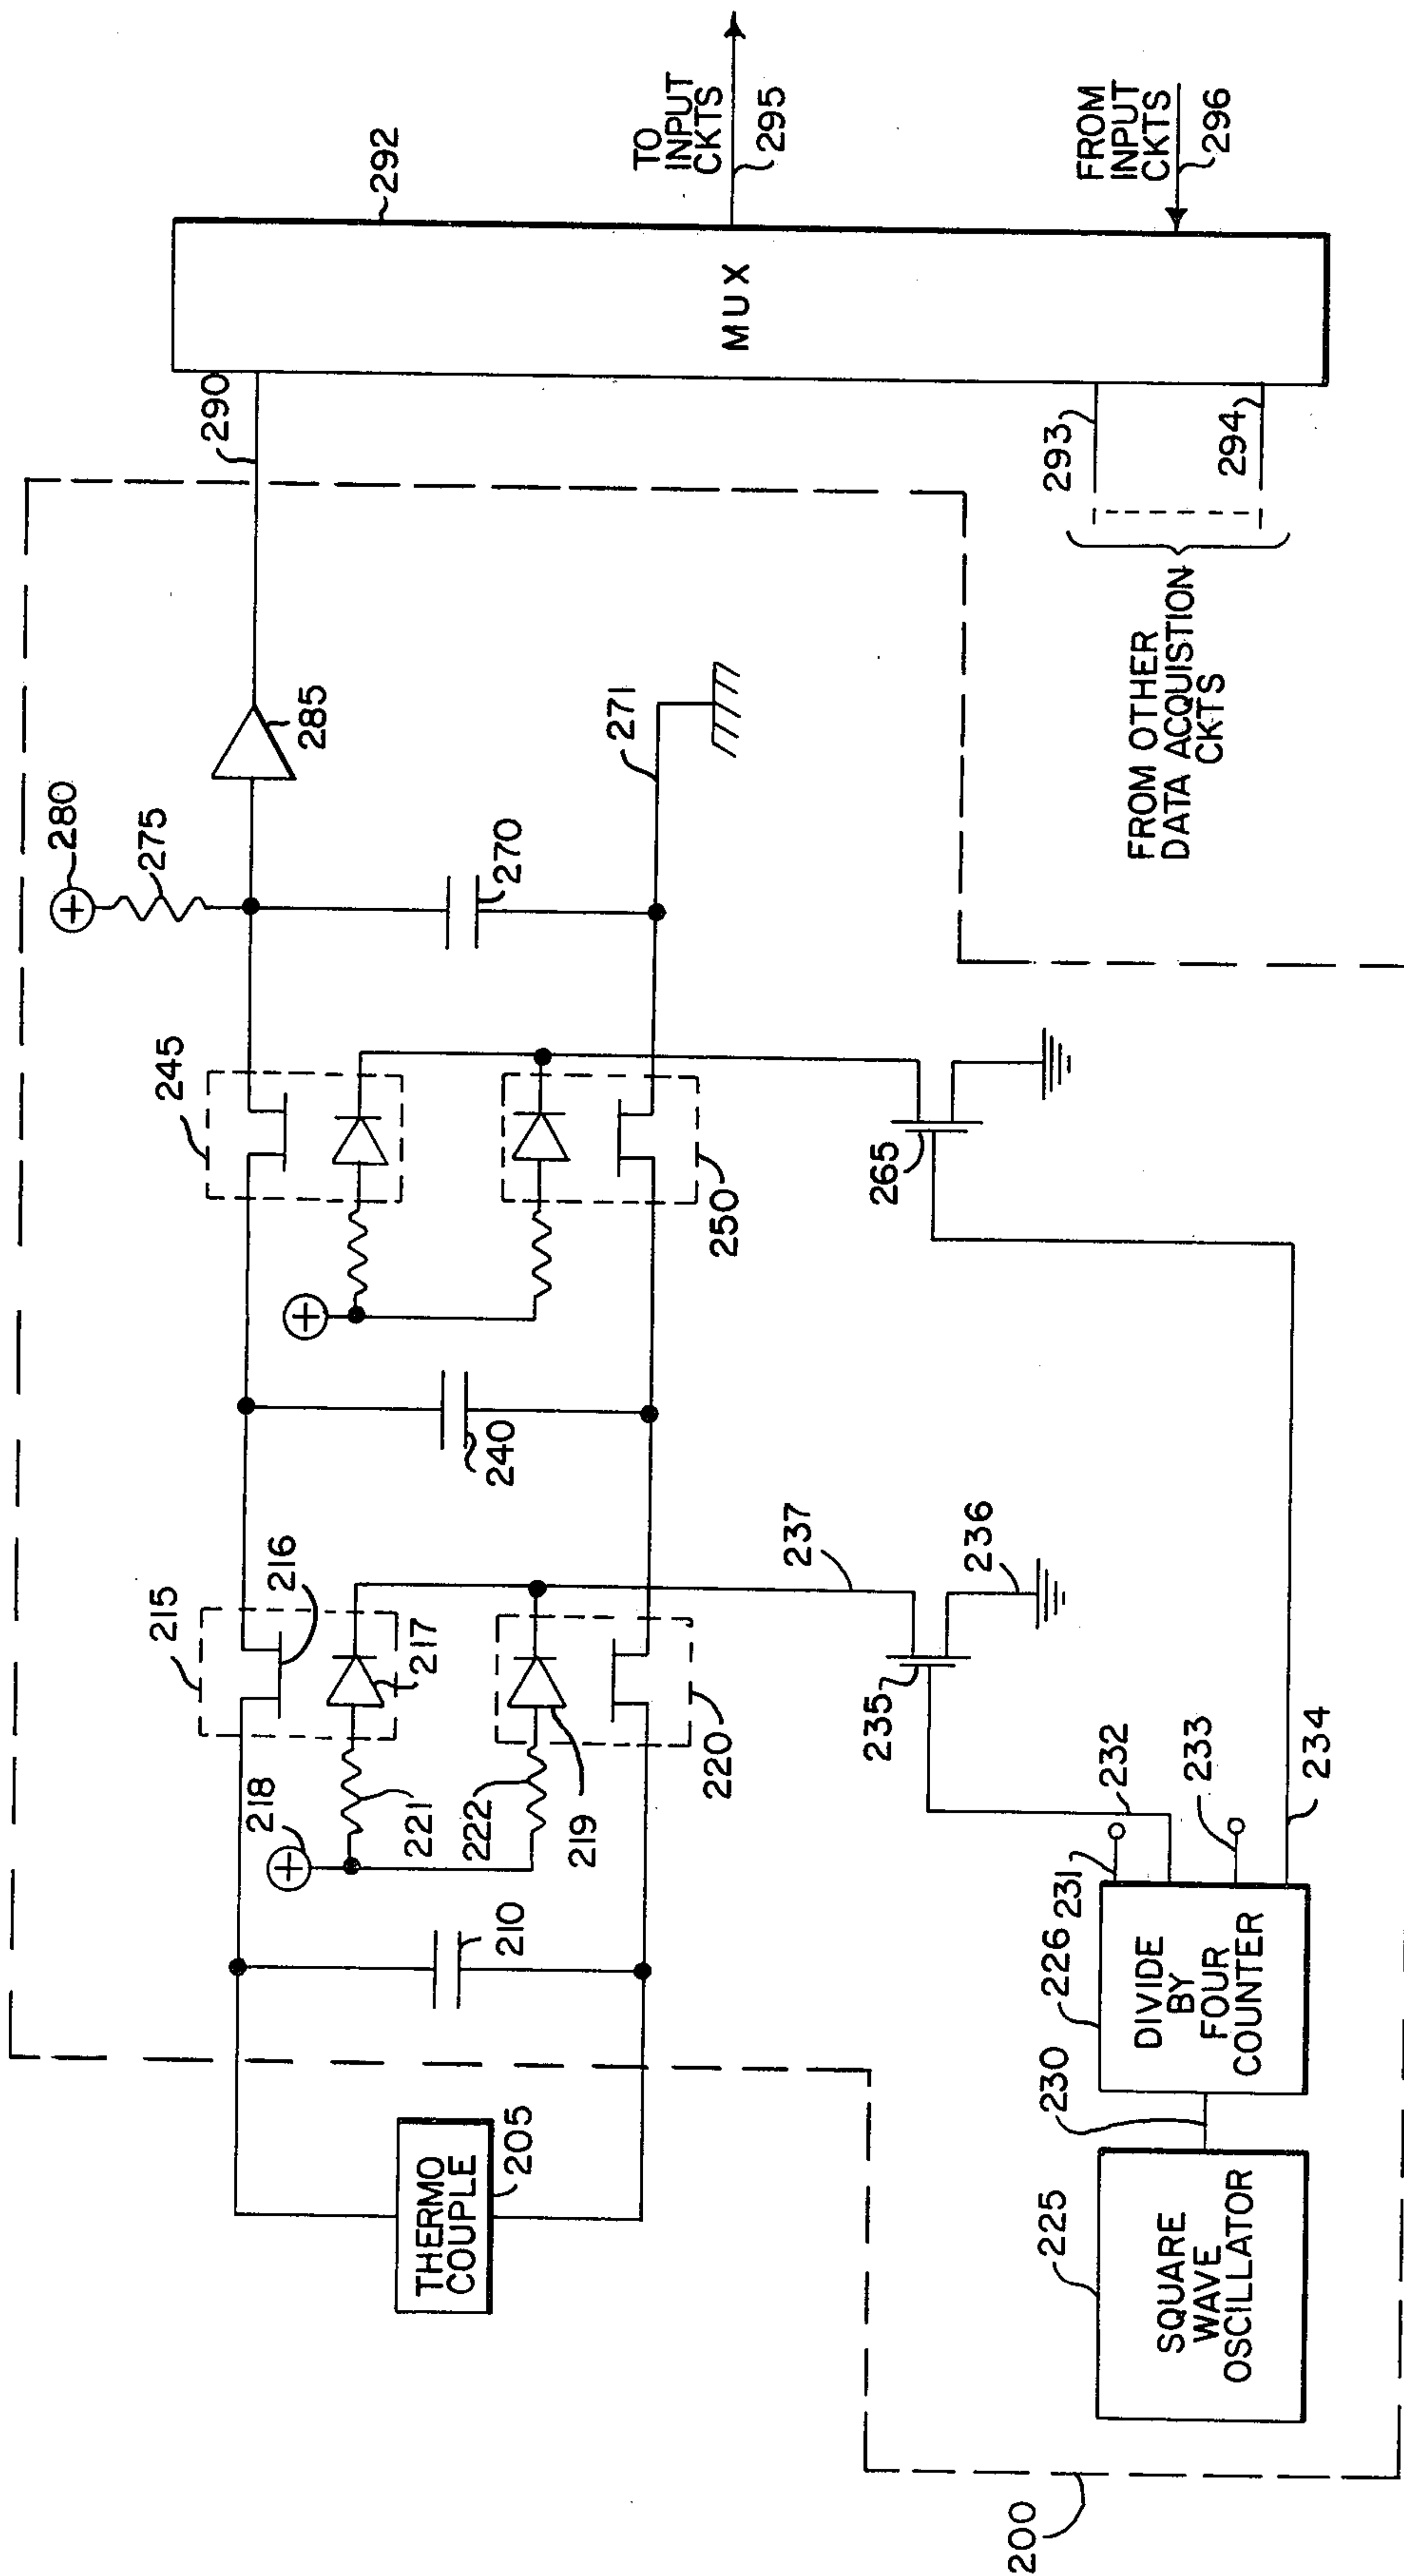 280
275
285
290
292
MUX
TO
INPUT
CKTS
295
FROM
INPUT
CKTS
296
293
294
FROM OTHER
DATA ACQUISTION
CKTS
245
250
270
271
265
215
216
217
218
221
222
219
220
240
210
237
236
235
THERMO
COUPLE
205
232
231
233
234
226
DIVIDE
BY
FOUR
COUNTER
230
225
SQUARE
WAVE
OSCILLATOR
200